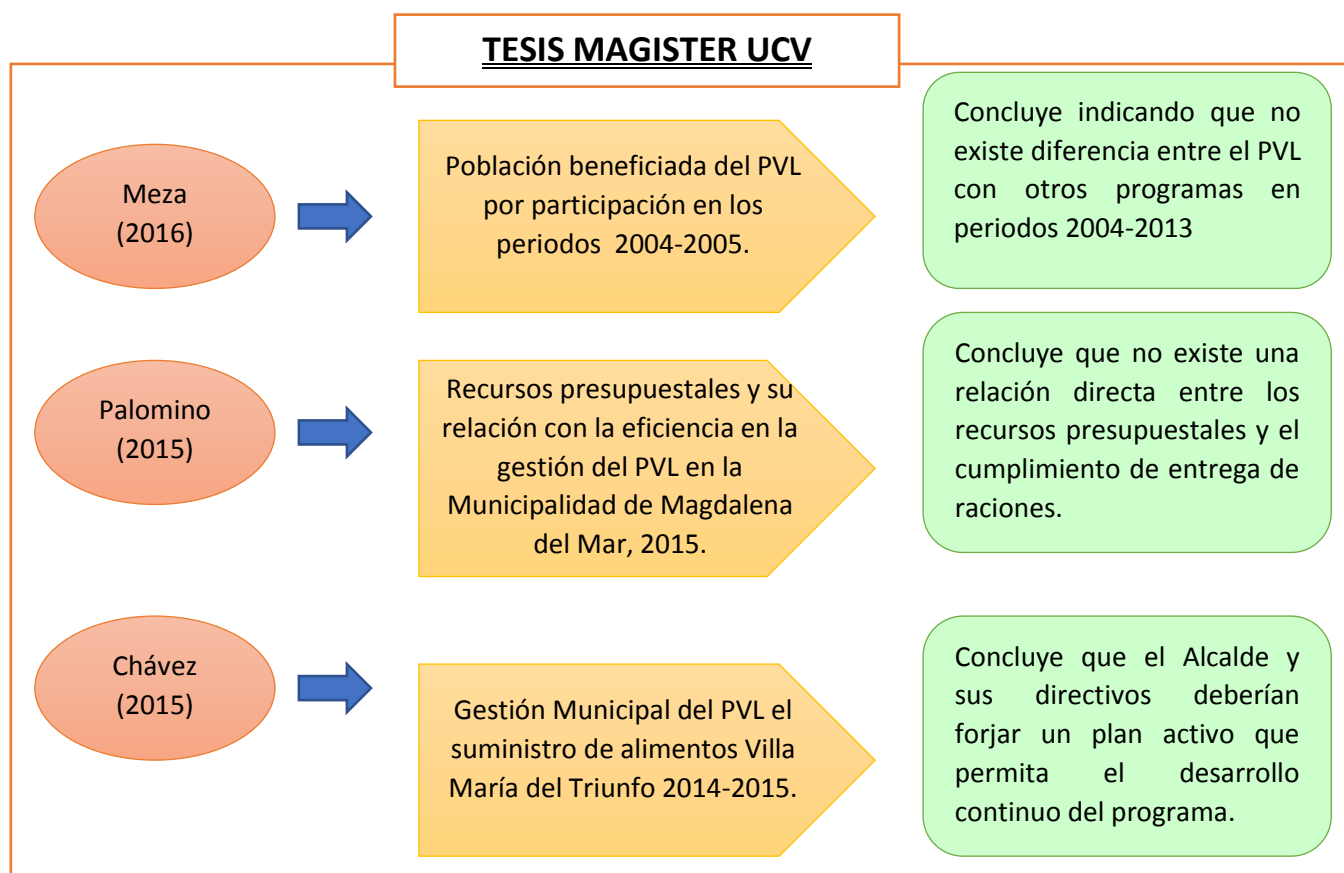 TESIS MAGISTER UCV
Meza
(2016)
Población beneficiada del PVL
por participación en los
periodos 2004-2005.
Concluye indicando que no
existe diferencia entre el PVL
con otros programas en
periodos 2004-2013
Palomino
(2015)
Recursos presupuestales y su
relación con la eficiencia en la
gestión del PVL en la
Municipalidad de Magdalena
del Mar, 2015.
Concluye que no existe una
relación directa entre los
recursos presupuestales y el
cumplimiento de entrega de
raciones.
Chávez
(2015)
Gestión Municipal del PVL el
suministro de alimentos Villa
María del Triunfo 2014-2015.
Concluye que el Alcalde y
sus directivos deberían
forjar un plan activo que
permita el desarrollo
continuo del programa.